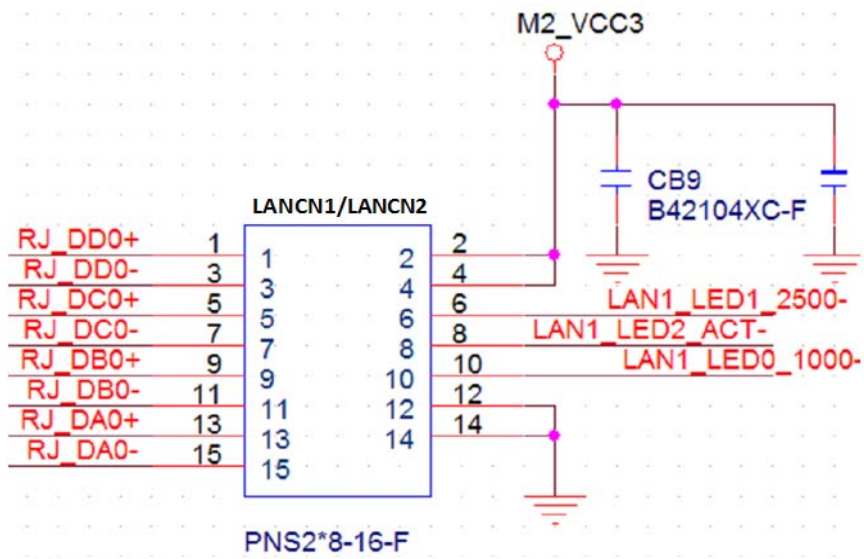 M2_VCC3
CB9
B42104XC-F
LANCN1/LANCN2
RJ_DD0+ 1 1 2 2
RJ_DD0- 3 3 4 4
RJ_DC0+ 5 5 6 6 LAN1_LED1_2500-
RJ_DC0- 7 7 8 8 LAN1_LED2_ACT-
RJ_DB0+ 9 9 10 10 LAN1_LED0_1000-
RJ_DB0- 11 11 12 12
RJ_DA0+ 13 13 14 14
RJ_DA0- 15 15
PNS2*8-16-F